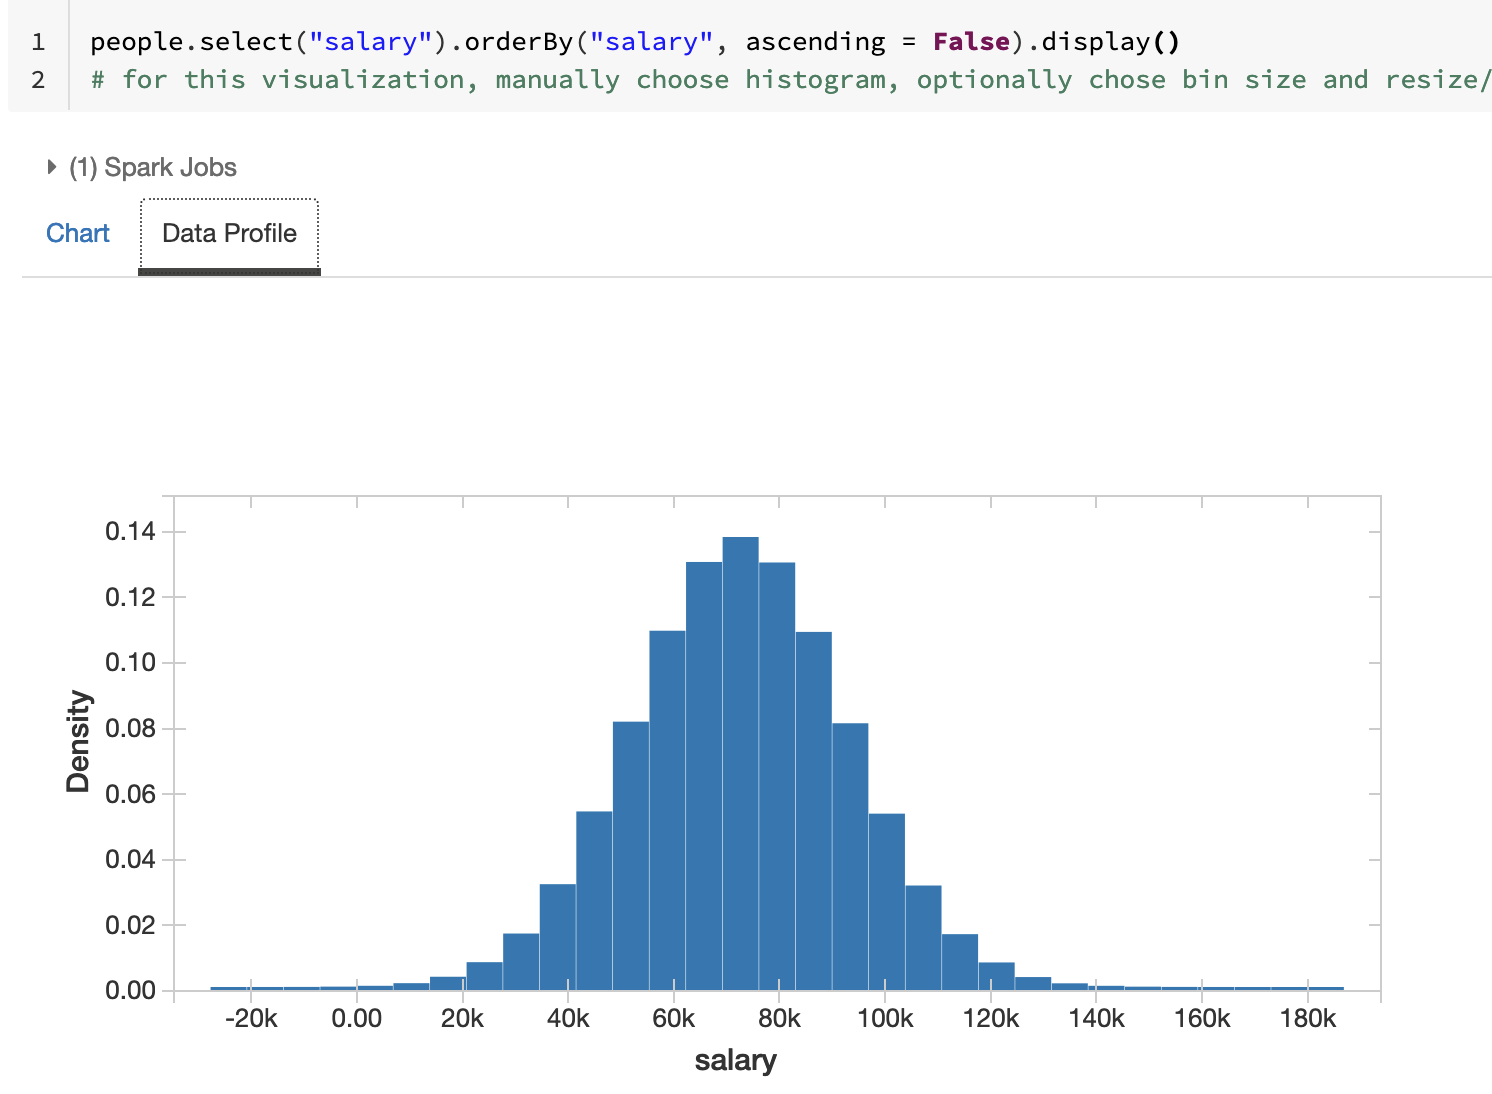 1 people.select("salary").orderBy("salary", ascending = False).display()
2 # for this visualization, manually choose histogram, optionally chose bin size and resize/
(1) Spark Jobs
Chart Data Profile
0.14
0.12
0.10
0.08
0.06
0.04
0.02
0.00
Density
-20k 0.00 20k 40k 60k 80k 100k 120k 140k 160k 180k
salary